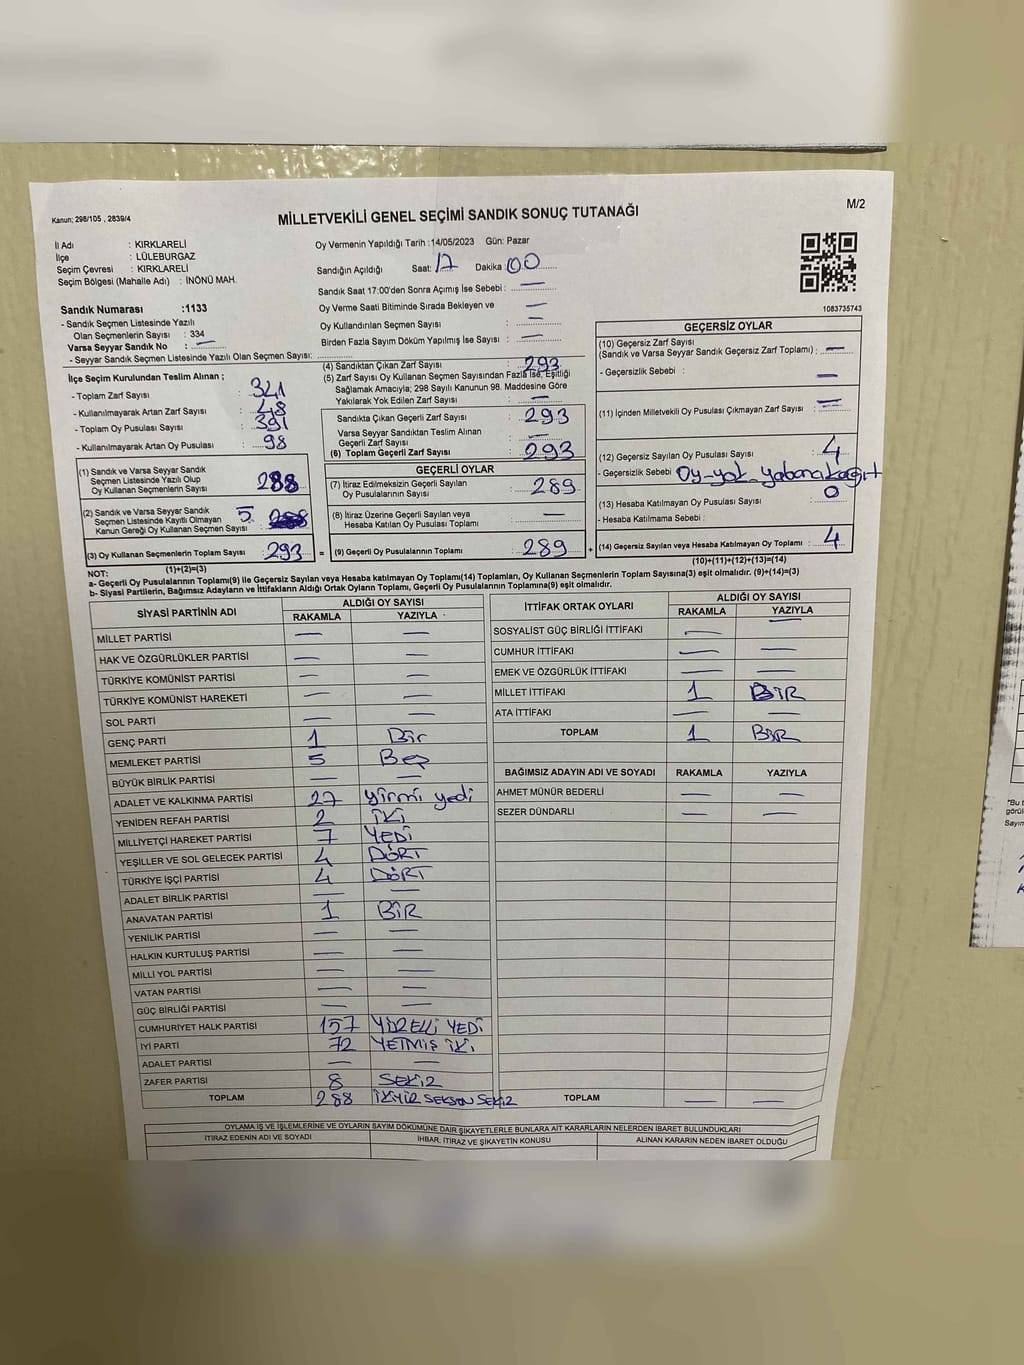 Kanun; 298/105 , 2839/4
MİLLETVEKİLİ GENEL SEÇİMİ SANDIK SONUÇ TUTANAĞI
M/2
İl Adı : KIRKLARELİ
İlçe : LÜLEBURGAZ
Seçim Çevresi : KIRKLARELİ
Seçim Bölgesi (Mahalle Adı) : İNÖNÜ MAH.
Oy Vermenin Yapıldığı Tarih :14/05/2023 Gün: Pazar
Sandığın Açıldığı Saat: 17 Dakika: 00
Sandık Saat 17:00'den Sonra Açımış İse Sebebi : —
Oy Verme Saati Bitiminde Sırada Bekleyen ve —
Oy Kullandırılan Seçmen Sayısı : —
Birden Fazla Sayım Döküm Yapılmış İse Sayısı : —
1083735743
Sandık Numarası :1133
- Sandık Seçmen Listesinde Yazılı
Olan Seçmenlerin Sayısı : 334
Varsa Seyyar Sandık No : —
- Seyyar Sandık Seçmen Listesinde Yazılı Olan Seçmen Sayısı:
İlçe Seçim Kurulundan Teslim Alınan ;
- Toplam Zarf Sayısı : 341
- Kullanılmayarak Artan Zarf Sayısı : 48
- Toplam Oy Pusulası Sayısı : 391
- Kullanılmayarak Artan Oy Pusulası : 98
(1) Sandık ve Varsa Seyyar Sandık
Seçmen Listesinde Yazılı Olup
Oy Kullanan Seçmenlerin Sayısı 288
(2) Sandık ve Varsa Seyyar Sandık
Seçmen Listesinde Kayıtlı Olmayan 5
Kanun Gereği Oy Kullanan Seçmen Sayısı
(3) Oy Kullanan Seçmenlerin Toplam Sayısı : 293
(1)+(2)=(3)
(4) Sandıktan Çıkan Zarf Sayısı : 293
(5) Zarf Sayısı Oy Kullanan Seçmen Sayısından Fazla İse, Eşitliği
Sağlamak Amacıyla; 298 Sayılı Kanunun 98. Maddesine Göre
Yakılarak Yok Edilen Zarf Sayısı : —
Sandıkta Çıkan Geçerli Zarf Sayısı : 293
Varsa Seyyar Sandıktan Teslim Alınan
Geçerli Zarf Sayısı : —
(6) Toplam Geçerli Zarf Sayısı : 293
GEÇERLİ OYLAR
(7) İtiraz Edilmeksizin Geçerli Sayılan
Oy Pusulalarının Sayısı : 289
(8) İtiraz Üzerine Geçerli Sayılan veya
Hesaba Katılan Oy Pusulası Toplamı : —
= (9) Geçerli Oy Pusulalarının Toplamı : 289 +
GEÇERSİZ OYLAR
(10) Geçersiz Zarf Sayısı
(Sandık ve Varsa Seyyar Sandık Geçersiz Zarf Toplamı) : —
- Geçersizlik Sebebi : —
(11) İçinden Milletvekili Oy Pusulası Çıkmayan Zarf Sayısı : —
(12) Geçersiz Sayılan Oy Pusulası Sayısı : 4
- Geçersizlik Sebebi Oy yok yabancı kağıt
(13) Hesaba Katılmayan Oy Pusulası Sayısı : 0
- Hesaba Katılmama Sebebi :
(14) Geçersiz Sayılan veya Hesaba Katılmayan Oy Toplamı : 4
(10)+(11)+(12)+(13)=(14)
NOT:
a- Geçerli Oy Pusulalarının Toplamı(9) ile Geçersiz Sayılan veya Hesaba katılmayan Oy Toplamı(14) Toplamları, Oy Kullanan Seçmenlerin Toplam Sayısına(3) eşit olmalıdır. (9)+(14)=(3)
b- Siyasi Partilerin, Bağımsız Adayların ve İttifakların Aldığı Ortak Oyların Toplamı, Geçerli Oy Pusulalarının Toplamına(9) eşit olmalıdır.
SİYASİ PARTİNİN ADI ALDIĞI OY SAYISI
RAKAMLA YAZIYLA
MİLLET PARTİSİ — —
HAK VE ÖZGÜRLÜKLER PARTİSİ — —
TÜRKİYE KOMÜNİST PARTİSİ — —
TÜRKİYE KOMÜNİST HAREKETİ — —
SOL PARTİ — —
GENÇ PARTİ 1 Bir
MEMLEKET PARTİSİ 5 Beş
BÜYÜK BİRLİK PARTİSİ — —
ADALET VE KALKINMA PARTİSİ 27 yirmi yedi
YENİDEN REFAH PARTİSİ 2 İKİ
MİLLİYETÇİ HAREKET PARTİSİ 7 YEDİ
YEŞİLLER VE SOL GELECEK PARTİSİ 4 DÖRT
TÜRKİYE İŞÇİ PARTİSİ 4 DÖRT
ADALET BİRLİK PARTİSİ — —
ANAVATAN PARTİSİ 1 BİR
YENİLİK PARTİSİ — —
HALKIN KURTULUŞ PARTİSİ — —
MİLLİ YOL PARTİSİ — —
VATAN PARTİSİ — —
GÜÇ BİRLİĞİ PARTİSİ — —
CUMHURİYET HALK PARTİSİ 157 YÜZELLİ YEDİ
İYİ PARTİ 72 YETMİŞ İKİ
ADALET PARTİSİ — —
ZAFER PARTİSİ 8 SEKİZ
TOPLAM 288 İKİYÜZ SEKSEN SEKİZ
İTTİFAK ORTAK OYLARI ALDIĞI OY SAYISI
RAKAMLA YAZIYLA
SOSYALİST GÜÇ BİRLİĞİ İTTİFAKI — —
CUMHUR İTTİFAKI — —
EMEK VE ÖZGÜRLÜK İTTİFAKI — —
MİLLET İTTİFAKI 1 BİR
ATA İTTİFAKI — —
TOPLAM 1 BİR
BAĞIMSIZ ADAYIN ADI VE SOYADI RAKAMLA YAZIYLA
AHMET MÜNÜR BEDERLİ — —
SEZER DÜNDARLI — —
TOPLAM — —
OYLAMA İŞ VE İŞLEMLERİNE VE OYLARIN SAYIM DÖKÜMÜNE DAİR ŞİKAYETLERLE BUNLARA AİT KARARLARIN NELERDEN İBARET BULUNDUKLARI
İTİRAZ EDENİN ADI VE SOYADI İHBAR, İTİRAZ VE ŞİKAYETİN KONUSU ALINAN KARARIN NEDEN İBARET OLDUĞU